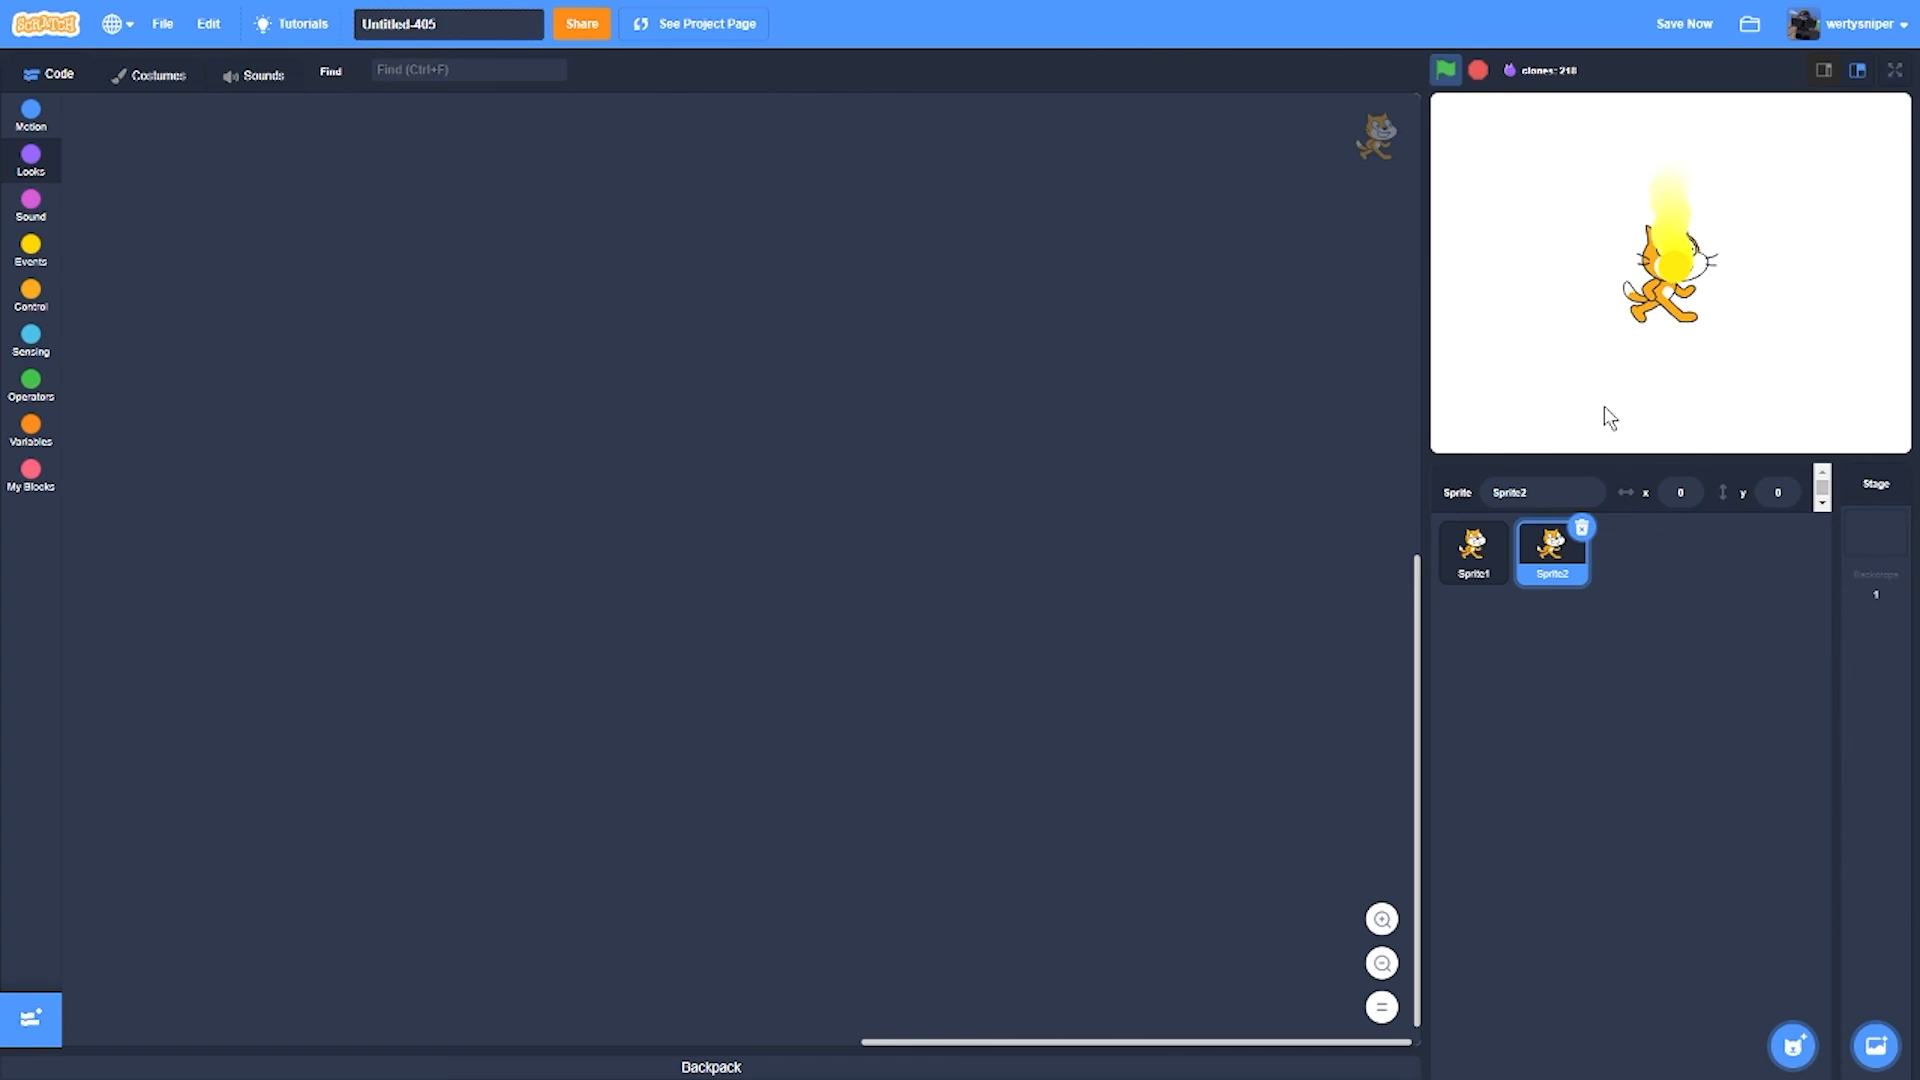 SCRATCH
File
Edit
Tutorials
Untitled-405
Share
See Project Page
Save Now
wertysniper
Code
Costumes
Sounds
Find
Find (Ctrl+F)
clones: 218
Motion
Looks
Sound
Events
Control
Sensing
Operators
Variables
My Blocks
Sprite
Sprite2
x
0
y
0
Stage
Sprite1
Sprite2
Backdrops
1
Backpack